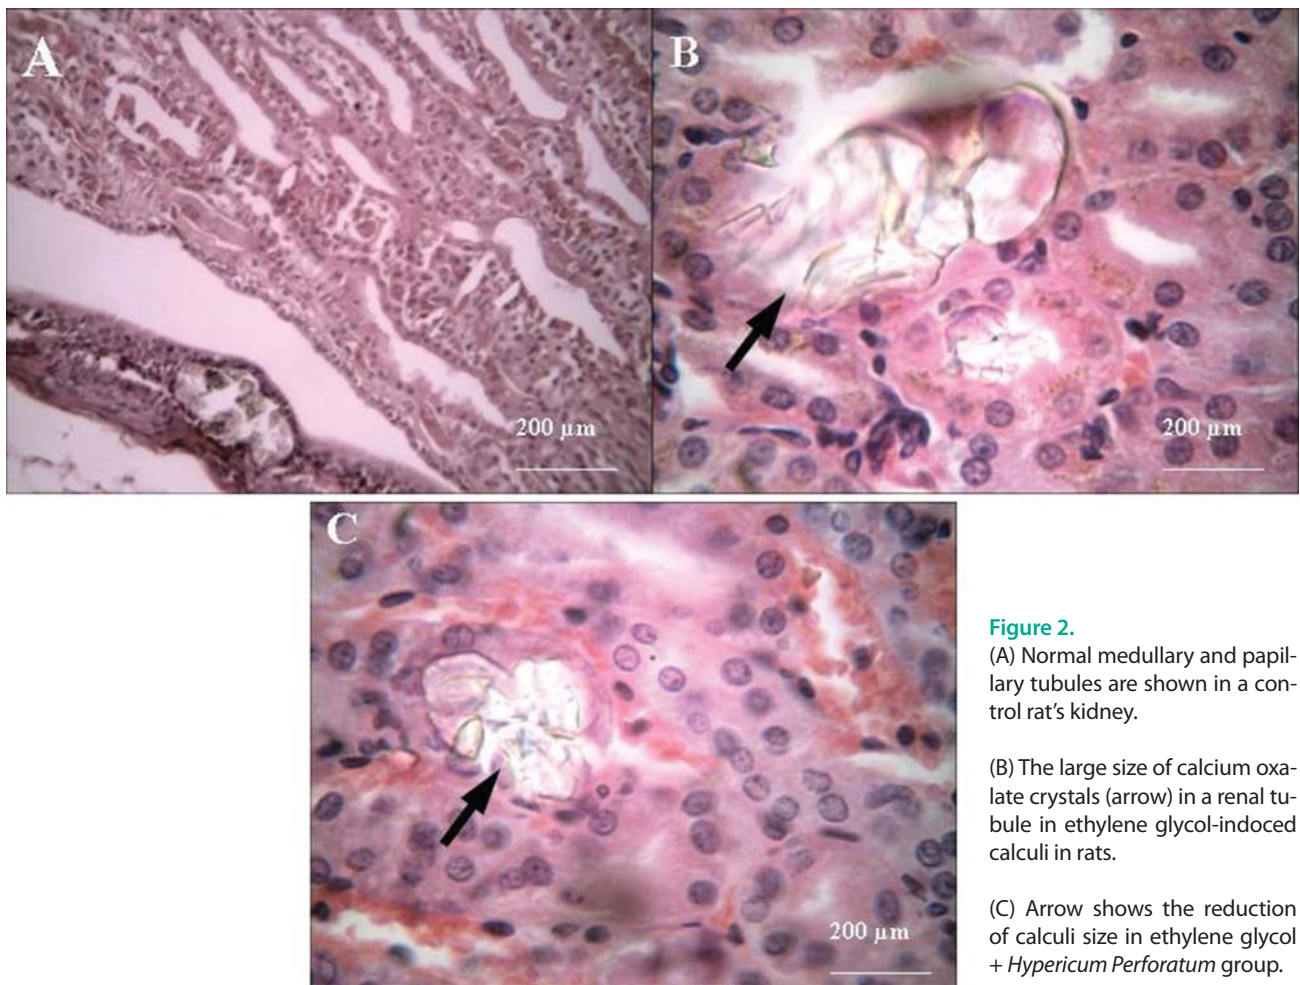 A
200 µm
B
200 µm
C
200 µm
Figure 2.
(A) Normal medullary and papil-
lary tubules are shown in a con-
trol rat's kidney.
(B) The large size of calcium oxa-
late crystals (arrow) in a renal tu-
bule in ethylene glycol-indoced
calculi in rats.
(C) Arrow shows the reduction
of calculi size in ethylene glycol
+ Hypericum Perforatum group.